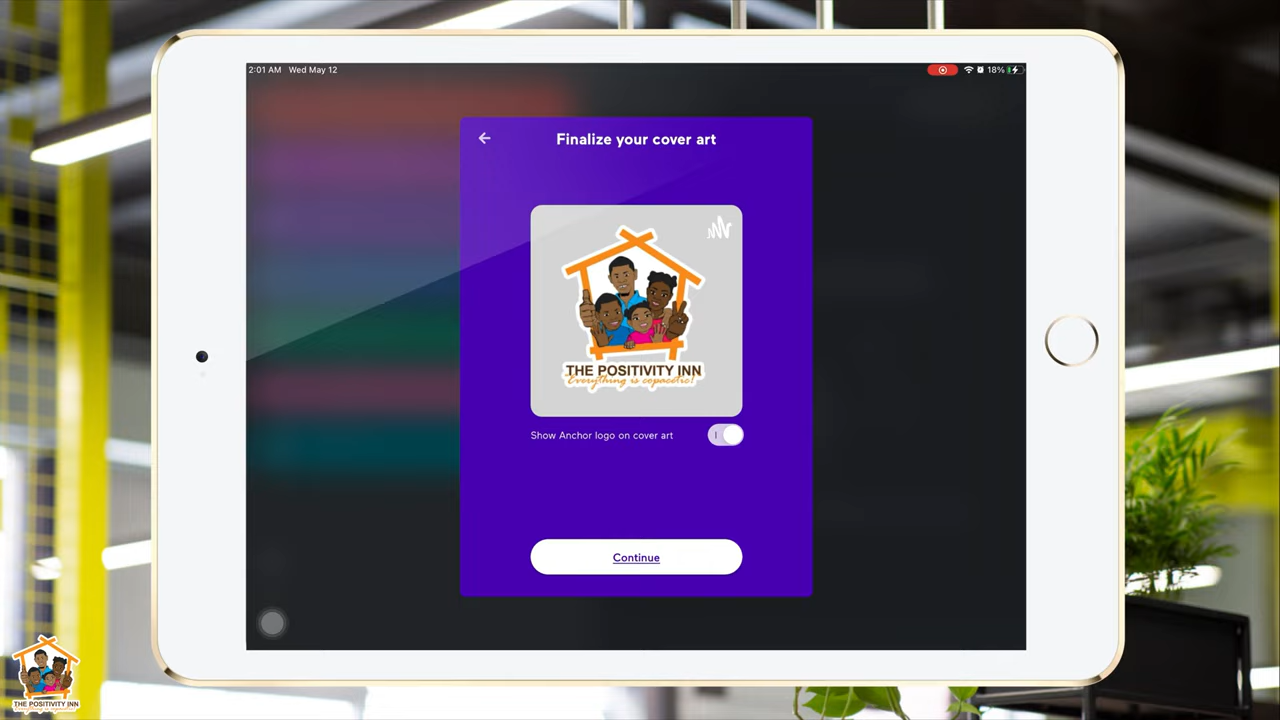 2:01 AM Wed May 12
18%
Finalize your cover art
THE POSITIVITY INN
Everything is copacetic!
Show Anchor logo on cover art
Continue
THE POSITIVITY INN